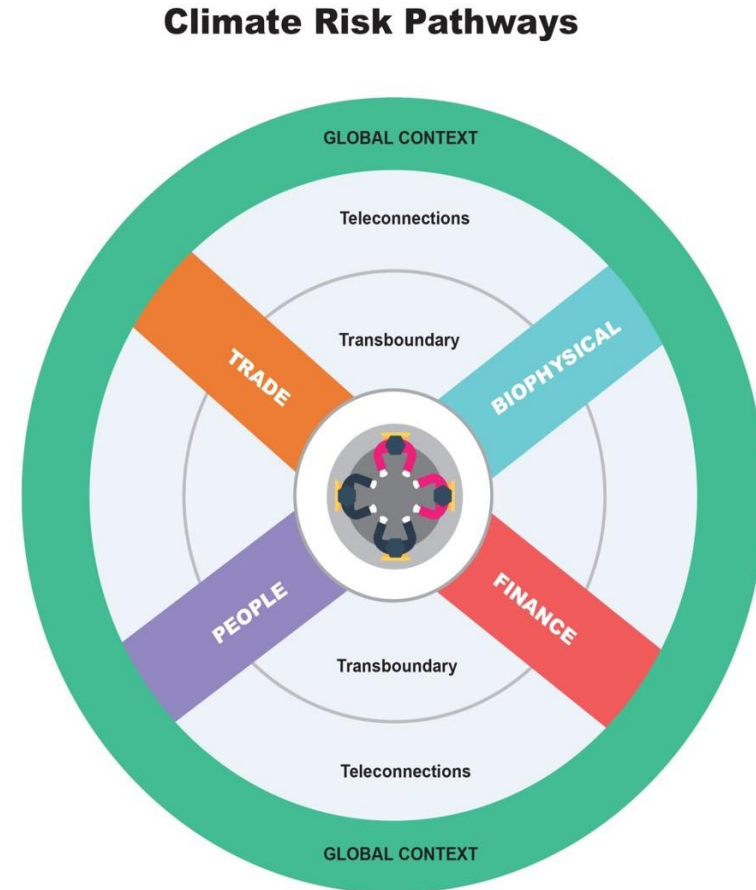 Climate Risk Pathways
GLOBAL CONTEXT
Teleconnections
Transboundary
TRADE
BIOPHYSICAL
PEOPLE
FINANCE
Transboundary
Teleconnections
GLOBAL CONTEXT